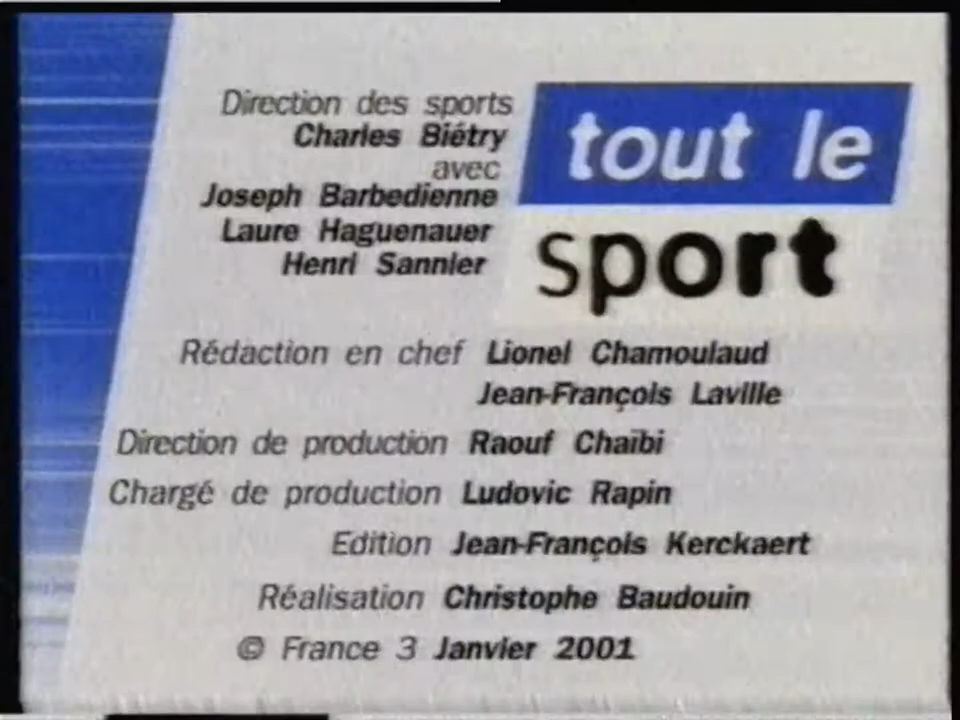 Direction des sports
Charles Biétry
avec
Joseph Barbedienne
Laure Haguenauer
Henri Sannier
tout le
sport
Rédaction en chef Lionel Chamoulaud
Jean-François Laville
Direction de production Raouf Chaïbi
Chargé de production Ludovic Rapin
Edition Jean-François Kerckaert
Réalisation Christophe Baudouin
© France 3 Janvier 2001